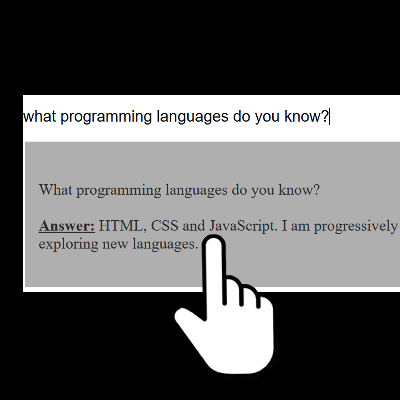 what programming languages do you know?
What programming languages do you know?
Answer: HTML, CSS and JavaScript. I am progressively
exploring new languages.